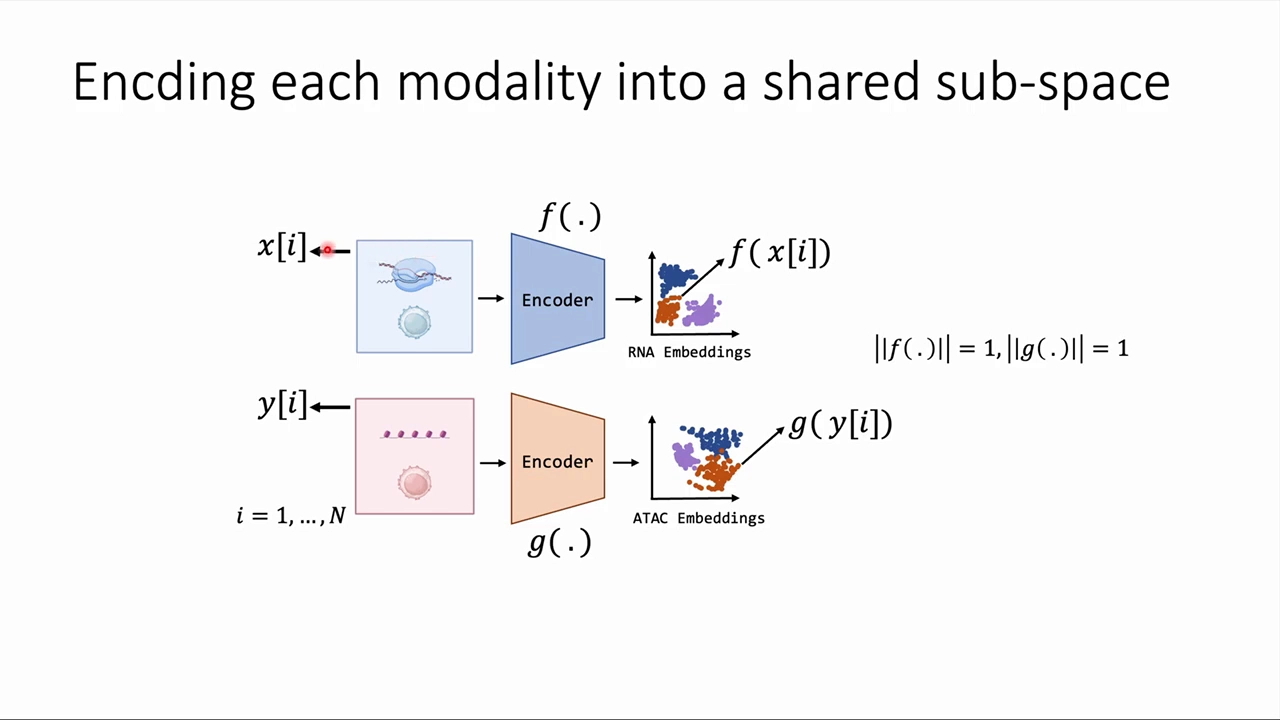 Encding each modality into a shared sub-space
f(.)
x[i]
f( x[i])
Encoder
RNA Embeddings
||f(.)|| = 1, ||g(.)|| = 1
y[i]
g( y[i])
Encoder
i = 1, ..., N
ATAC Embeddings
g(.)